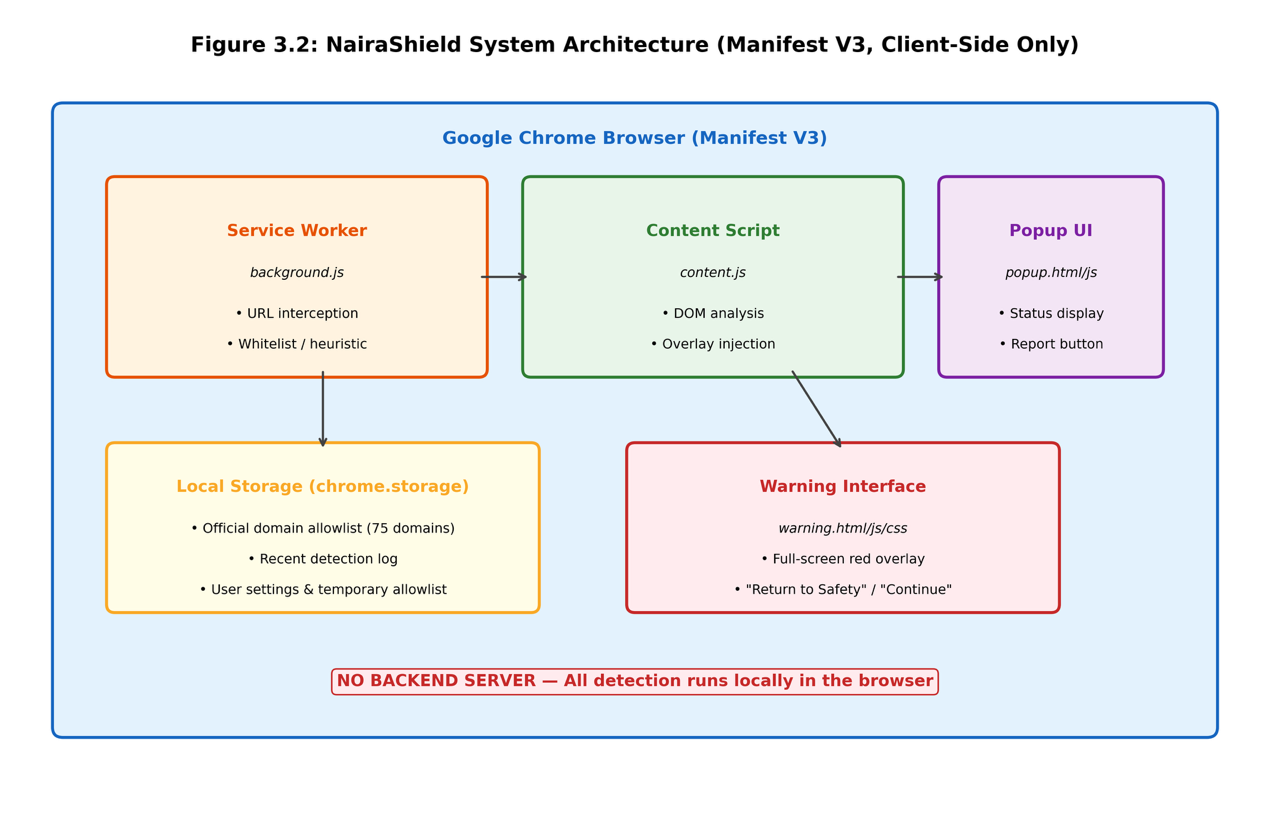 Figure 3.2: NairaShield System Architecture (Manifest V3, Client-Side Only)
Google Chrome Browser (Manifest V3)
Service Worker
background.js
• URL interception
• Whitelist / heuristic
Content Script
content.js
• DOM analysis
• Overlay injection
Popup UI
popup.html/js
• Status display
• Report button
Local Storage (chrome.storage)
• Official domain allowlist (75 domains)
• Recent detection log
• User settings & temporary allowlist
Warning Interface
warning.html/js/css
• Full-screen red overlay
• "Return to Safety" / "Continue"
NO BACKEND SERVER — All detection runs locally in the browser